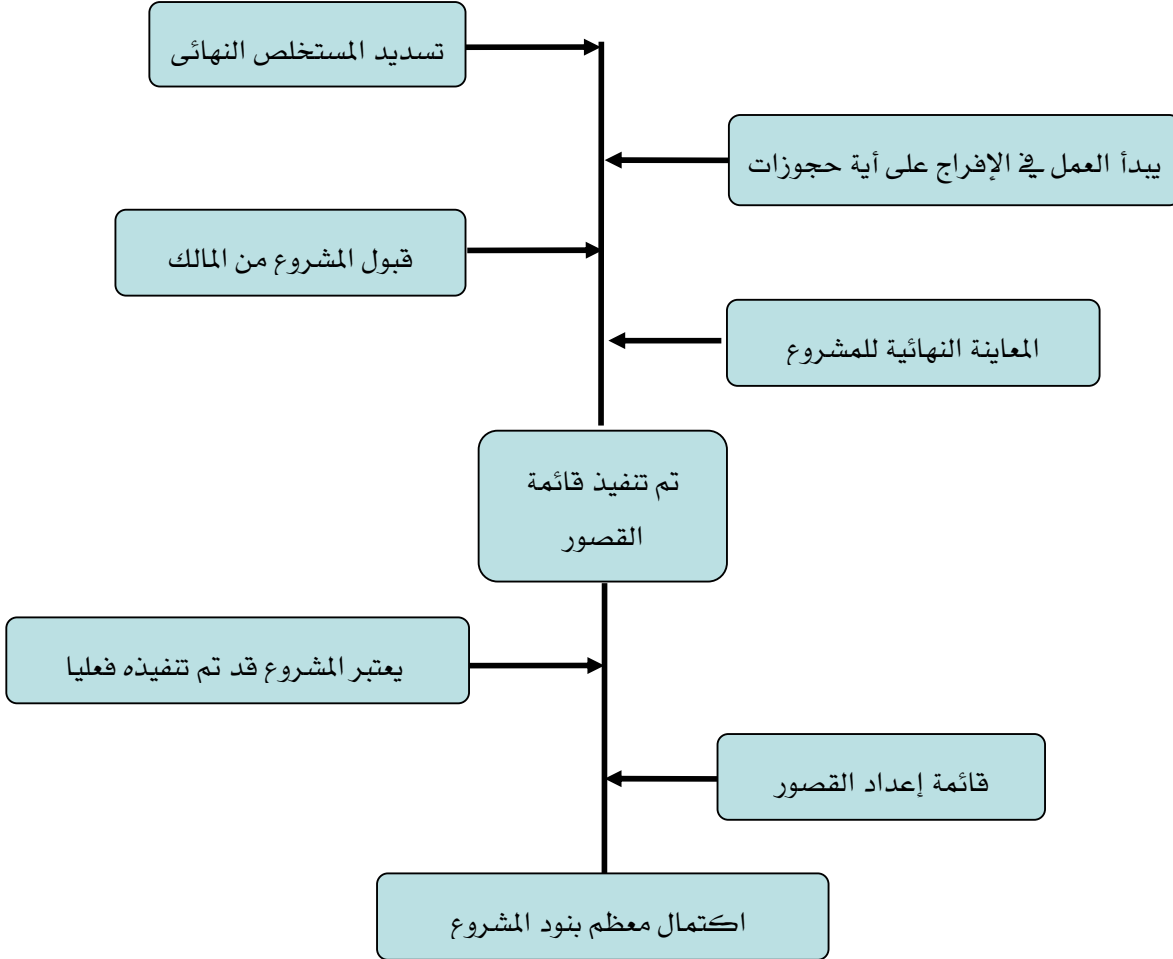 تسديد المستخلص النهائى
يبدأ العمل في الإفراج على أية حجوزات
قبول المشروع من المالك
المعاينة النهائية للمشروع
تم تنفيذ قائمة
القصور
يعتبر المشروع قد تم تنفيذه فعليا
قائمة إعداد القصور
اكتمال معظم بنود المشروع